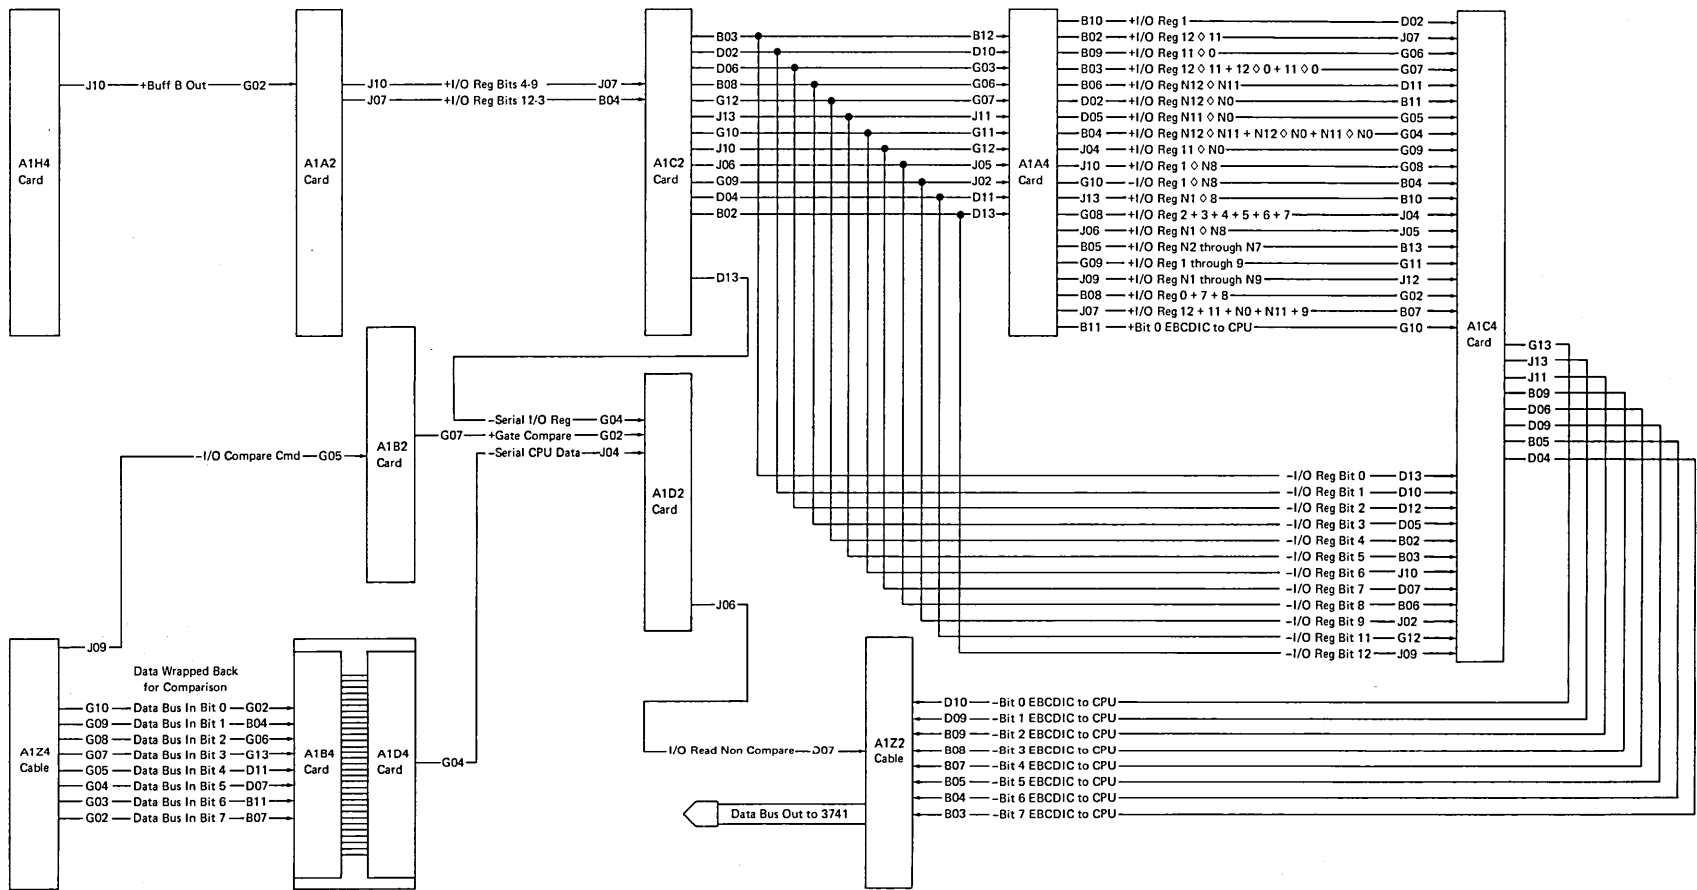 A1H4
Card
J10 +Buff B Out G02
A1A2
Card
J10 +I/O Reg Bits 4-9 J07
J07 +I/O Reg Bits 12-3 B04
A1C2
Card
B03 B12
D02 D10
D06 G03
B08 G06
G12 G07
J13 J11
G10 G11
J10 G12
J06 J05
G09 J02
D04 D11
B02 D13
D13
A1A4
Card
B10 +I/O Reg 1 D02
B02 +I/O Reg 12 ◊ 11 J07
B09 +I/O Reg 11 ◊ 0 G06
B03 +I/O Reg 12 ◊ 11 + 12 ◊ 0 + 11 ◊ 0 G07
B06 +I/O Reg N12 ◊ N11 D11
D02 +I/O Reg N12 ◊ N0 B11
D05 +I/O Reg N11 ◊ N0 G05
B04 +I/O Reg N12 ◊ N11 + N12 ◊ N0 + N11 ◊ N0 G04
J04 +I/O Reg 11 ◊ N0 G09
J10 +I/O Reg 1 ◊ N8 G08
G10 -I/O Reg 1 ◊ N8 B04
J13 +I/O Reg N1 ◊ 8 B10
G08 +I/O Reg 2 + 3 + 4 + 5 + 6 + 7 J04
J06 +I/O Reg N1 ◊ N8 J05
B05 +I/O Reg N2 through N7 B13
G09 +I/O Reg 1 through 9 G11
J09 +I/O Reg N1 through N9 J12
B08 +I/O Reg 0 + 7 + 8 G02
J07 +I/O Reg 12 + 11 + N0 + N11 + 9 B07
B11 +Bit 0 EBCDIC to CPU G10
A1C4
Card
G13
J13
J11
B09
D06
D09
B05
D04
-I/O Compare Cmd G05
A1B2
Card
G07 +Gate Compare G02
-Serial I/O Reg G04
-Serial CPU Data J04
A1D2
Card
J06
-I/O Reg Bit 0 D13
-I/O Reg Bit 1 D10
-I/O Reg Bit 2 D12
-I/O Reg Bit 3 D05
-I/O Reg Bit 4 B02
-I/O Reg Bit 5 B03
-I/O Reg Bit 6 J10
-I/O Reg Bit 7 D07
-I/O Reg Bit 8 B06
-I/O Reg Bit 9 J02
-I/O Reg Bit 11 G12
-I/O Reg Bit 12 J09
J09
Data Wrapped Back
for Comparison
A1Z4
Cable
G10 Data Bus In Bit 0 G02
G09 Data Bus In Bit 1 B04
G08 Data Bus In Bit 2 G06
G07 Data Bus In Bit 3 G13
G05 Data Bus In Bit 4 D11
G04 Data Bus In Bit 5 D07
G03 Data Bus In Bit 6 B11
G02 Data Bus In Bit 7 B07
A1B4
Card
A1D4
Card
G04
I/O Read Non Compare D07
A1Z2
Cable
Data Bus Out to 3741
D10 -Bit 0 EBCDIC to CPU
D09 -Bit 1 EBCDIC to CPU
B09 -Bit 2 EBCDIC to CPU
B08 -Bit 3 EBCDIC to CPU
B07 -Bit 4 EBCDIC to CPU
B05 -Bit 5 EBCDIC to CPU
B04 -Bit 6 EBCDIC to CPU
B03 -Bit 7 EBCDIC to CPU